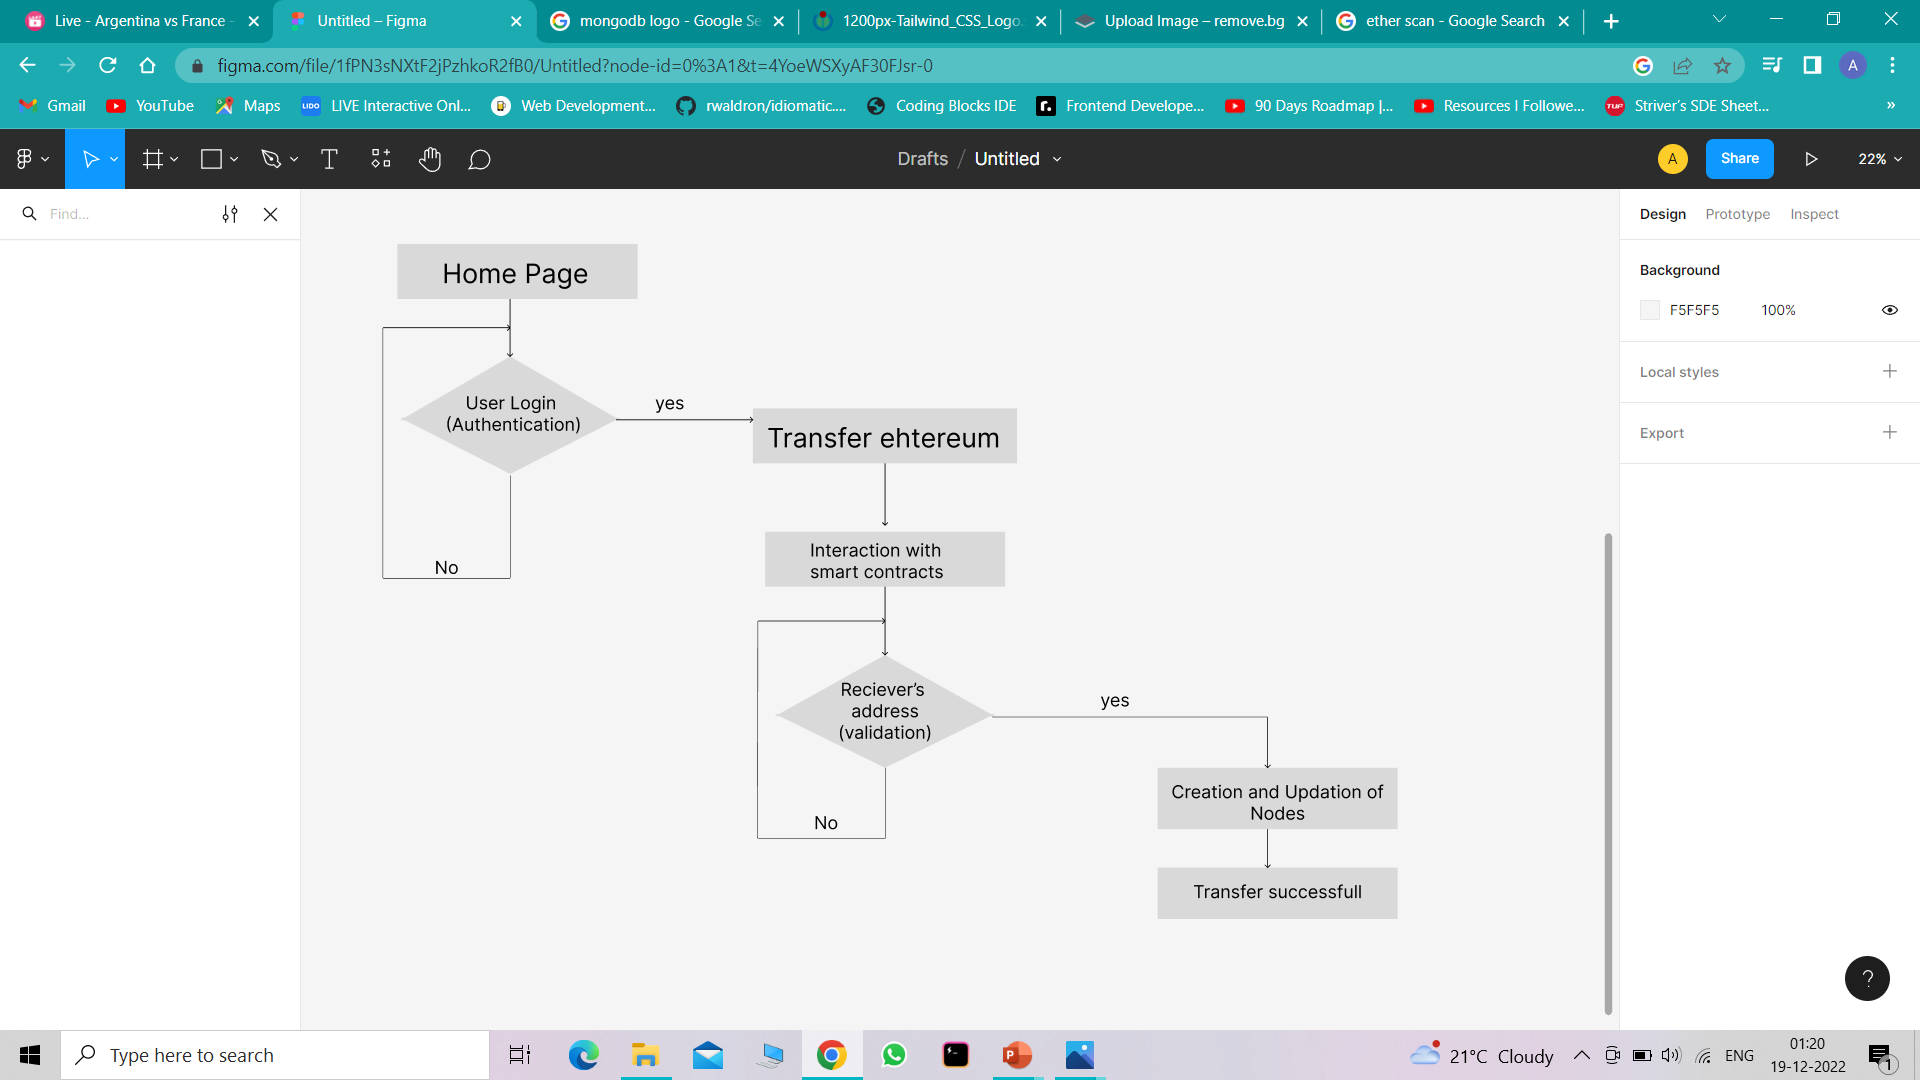 Live - Argentina vs France -
Untitled – Figma
mongodb logo - Google Se
1200px-Tailwind_CSS_Logo.
Upload Image – remove.bg
ether scan - Google Search
figma.com/file/1fPN3sNXtF2jPzhkoR2fB0/Untitled?node-id=0%3A1&t=4YoeWSXyAF30FJsr-0
A
Gmail
YouTube
Maps
LIDO
LIVE Interactive Onl...
Web Development...
rwaldron/idiomatic....
Coding Blocks IDE
r.
Frontend Develope...
90 Days Roadmap |...
Resources I Followe...
TUF
Striver's SDE Sheet...
»
Drafts / Untitled
A
Share
22%
Find...
Design
Prototype
Inspect
Background
F5F5F5
100%
Local styles
Export
Home Page
User Login
(Authentication)
yes
No
Transfer ehtereum
Interaction with
smart contracts
Reciever's
address
(validation)
yes
No
Creation and Updation of
Nodes
Transfer successfull
?
Type here to search
P
21°C Cloudy
ENG
01:20
19-12-2022
1